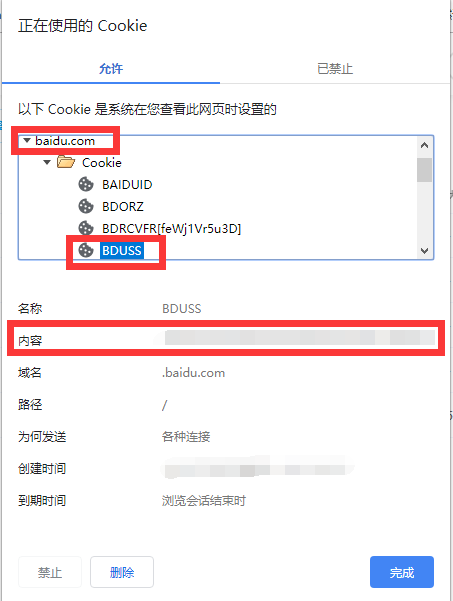 正在使用的 Cookie
允许 已禁止
以下 Cookie 是系统在您查看此网页时设置的
baidu.com
Cookie
BAIDUID
BDORZ
BDRCVFR[feWj1Vr5u3D]
BDUSS
名称 BDUSS
内容
域名 .baidu.com
路径 /
为何发送 各种连接
创建时间
到期时间 浏览会话结束时
禁止 删除 完成